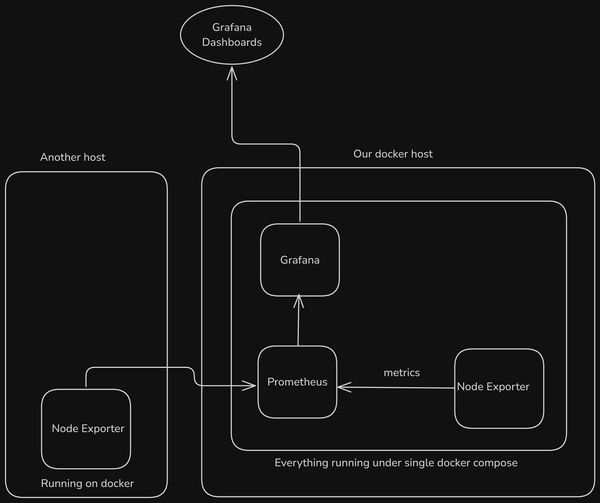 Grafana
Dashboards
Another host
Our docker host
Grafana
Prometheus
metrics
Node Exporter
Node Exporter
Everything running under single docker compose
Running on docker